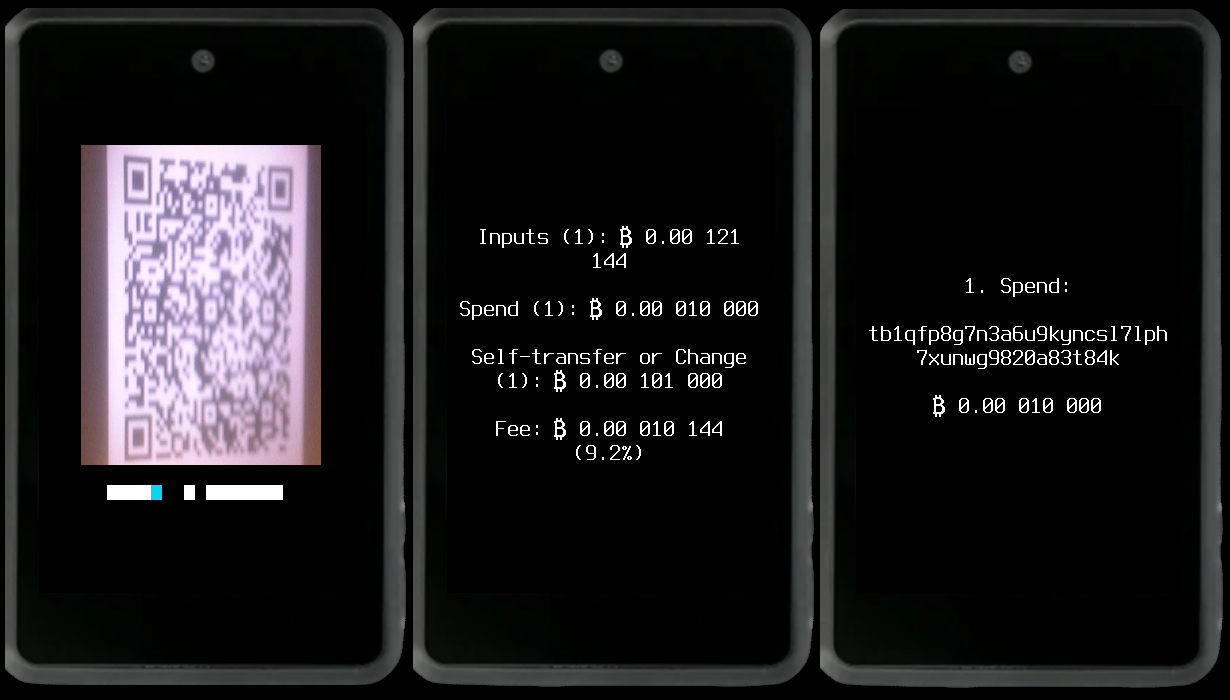 Inputs (1): ₿ 0.00 121
144
Spend (1): ₿ 0.00 010 000
Self-transfer or Change
(1): ₿ 0.00 101 000
Fee: ₿ 0.00 010 144
(9.2%)
1. Spend:
tb1qfp8g7n3a6u9kyncsl7lph
7xunwg9820a83t84k
₿ 0.00 010 000